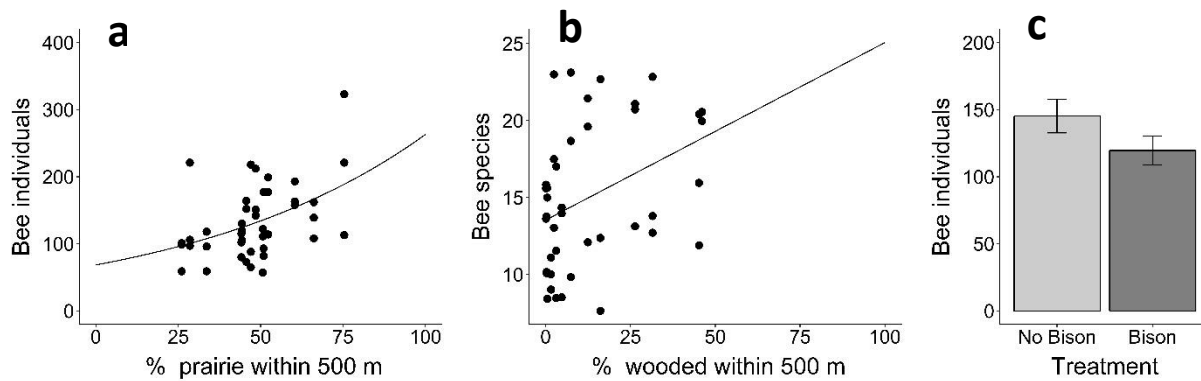 a
Bee individuals
400
300
200
100
0
0 25 50 75 100
% prairie within 500 m
b
Bee species
25
20
15
10
0 25 50 75 100
% wooded within 500 m
c
Bee individuals
200
150
100
50
0
No Bison Bison
Treatment